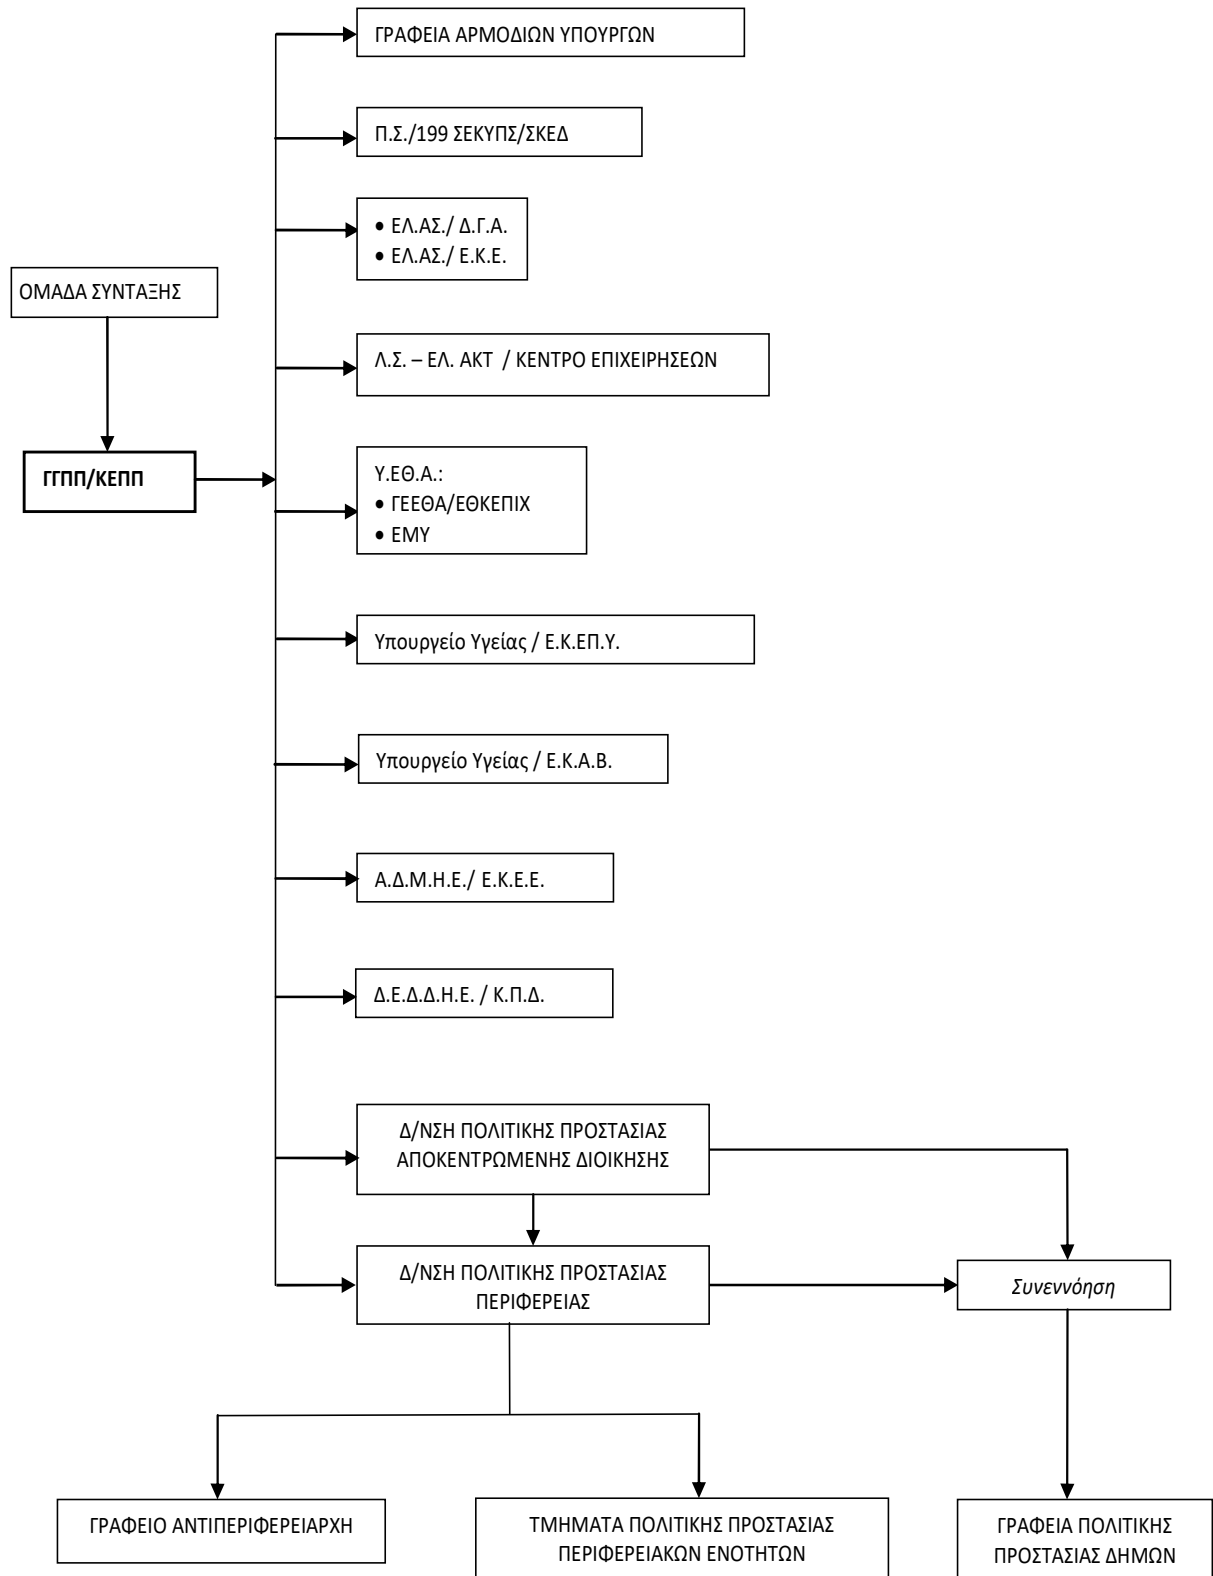 ΓΡΑΦΕΙΑ ΑΡΜΟΔΙΩΝ ΥΠΟΥΡΓΩΝ
Π.Σ./199 ΣΕΚΥΠΣ/ΣΚΕΔ
• ΕΛ.ΑΣ./ Δ.Γ.Α.
• ΕΛ.ΑΣ./ Ε.Κ.Ε.
ΟΜΑΔΑ ΣΥΝΤΑΞΗΣ
Λ.Σ. – ΕΛ. ΑΚΤ / ΚΕΝΤΡΟ ΕΠΙΧΕΙΡΗΣΕΩΝ
ΓΓΠΠ/ΚΕΠΠ
Υ.ΕΘ.Α.:
• ΓΕΕΘΑ/ΕΘΚΕΠΙΧ
• ΕΜΥ
Υπουργείο Υγείας / Ε.Κ.ΕΠ.Υ.
Υπουργείο Υγείας / Ε.Κ.Α.Β.
Α.Δ.Μ.Η.Ε./ Ε.Κ.Ε.Ε.
Δ.Ε.Δ.Δ.Η.Ε. / Κ.Π.Δ.
Δ/ΝΣΗ ΠΟΛΙΤΙΚΗΣ ΠΡΟΣΤΑΣΙΑΣ
ΑΠΟΚΕΝΤΡΩΜΕΝΗΣ ΔΙΟΙΚΗΣΗΣ
Δ/ΝΣΗ ΠΟΛΙΤΙΚΗΣ ΠΡΟΣΤΑΣΙΑΣ
ΠΕΡΙΦΕΡΕΙΑΣ
Συνεννόηση
ΓΡΑΦΕΙΟ ΑΝΤΙΠΕΡΙΦΕΡΕΙΑΡΧΗ
ΤΜΗΜΑΤΑ ΠΟΛΙΤΙΚΗΣ ΠΡΟΣΤΑΣΙΑΣ
ΠΕΡΙΦΕΡΕΙΑΚΩΝ ΕΝΟΤΗΤΩΝ
ΓΡΑΦΕΙΑ ΠΟΛΙΤΙΚΗΣ
ΠΡΟΣΤΑΣΙΑΣ ΔΗΜΩΝ